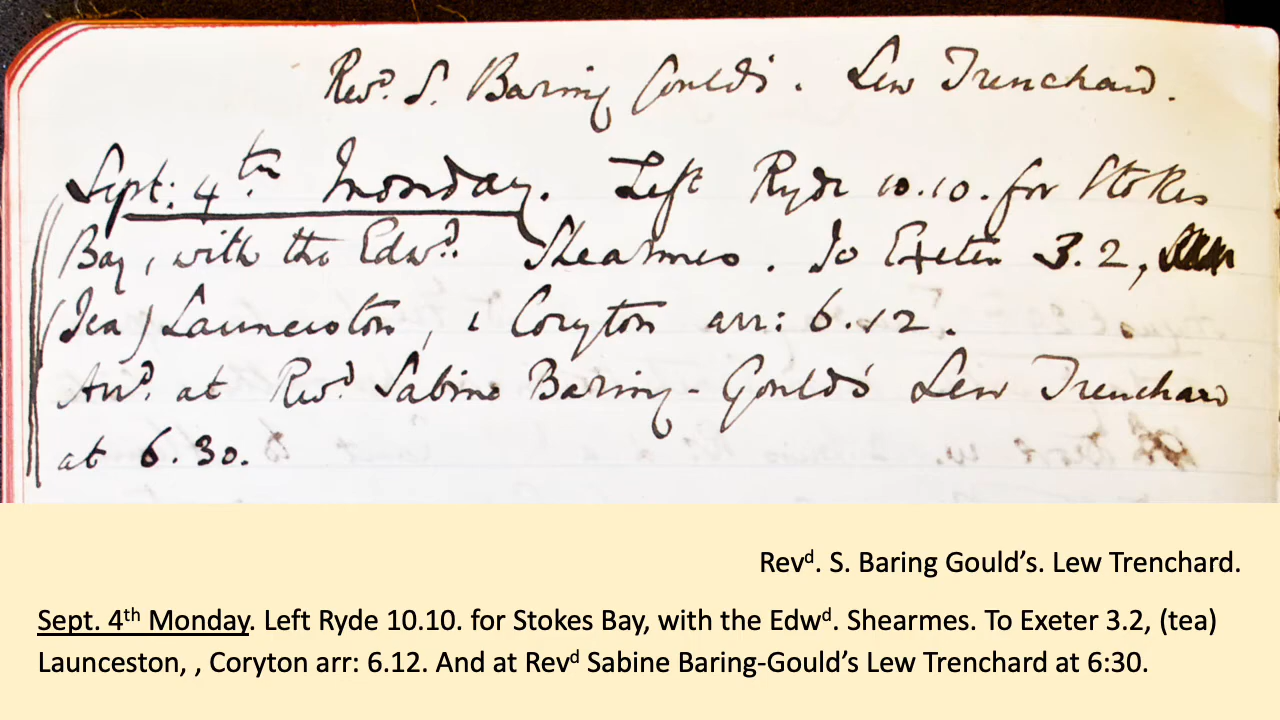 Revd. S. Baring Gould's. Lew Trenchard.
Sept: 4th Monday. Left Ryde 10.10. for Stokes
Bay, with the Edwd. Shearmes. To Exeter 3.2,
(Tea) Launceston, & Coryton arr: 6.12.
Arrd. at Revd Sabine Baring-Gould's Lew Trenchard
at 6.30.
Revd. S. Baring Gould's. Lew Trenchard.
Sept. 4th Monday. Left Ryde 10.10. for Stokes Bay, with the Edwd. Shearmes. To Exeter 3.2, (tea)
Launceston, , Coryton arr: 6.12. And at Revd Sabine Baring-Gould's Lew Trenchard at 6:30.